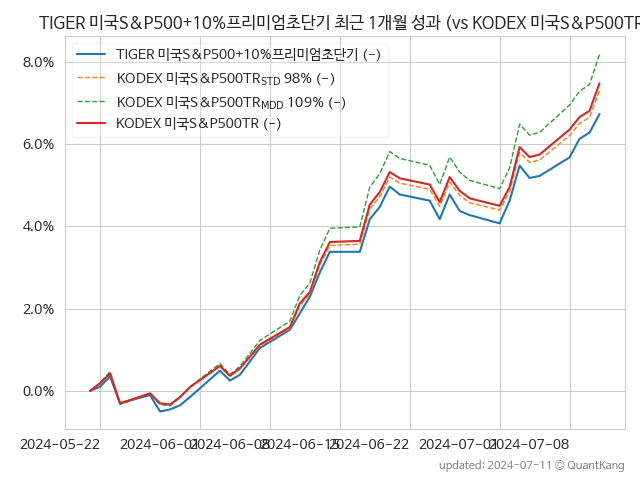 TIGER 미국S&P500+10%프리미엄초단기 최근 1개월 성과 (vs KODEX 미국S&P500TR
TIGER 미국S&P500+10%프리미엄초단기 (-)
KODEX 미국S&P500TRSTD 98% (-)
KODEX 미국S&P500TRMDD 109% (-)
KODEX 미국S&P500TR (-)
8.0%
6.0%
4.0%
2.0%
0.0%
2024-05-22 2024-06-01 2024-06-08 2024-06-15 2024-06-22 2024-07-01 2024-07-08
updated: 2024-07-11 © QuantKang